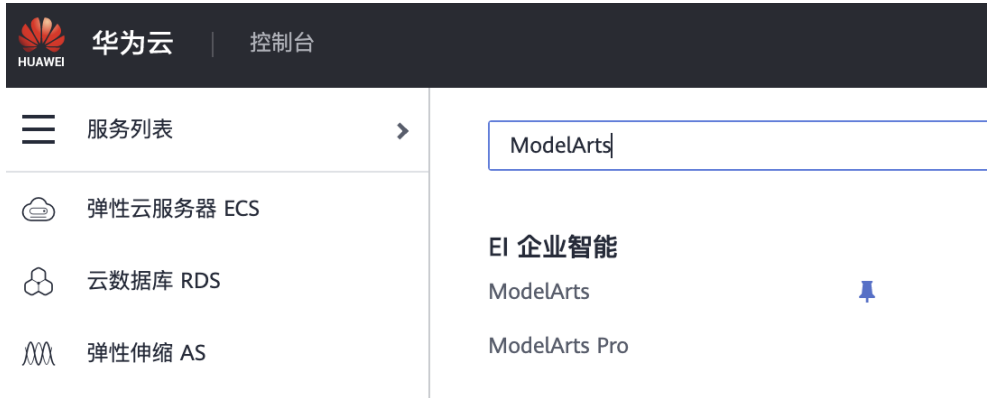 HUAWEI
华为云 | 控制台
服务列表
ModelArts
弹性云服务器 ECS
云数据库 RDS
弹性伸缩 AS
EI 企业智能
ModelArts
ModelArts Pro